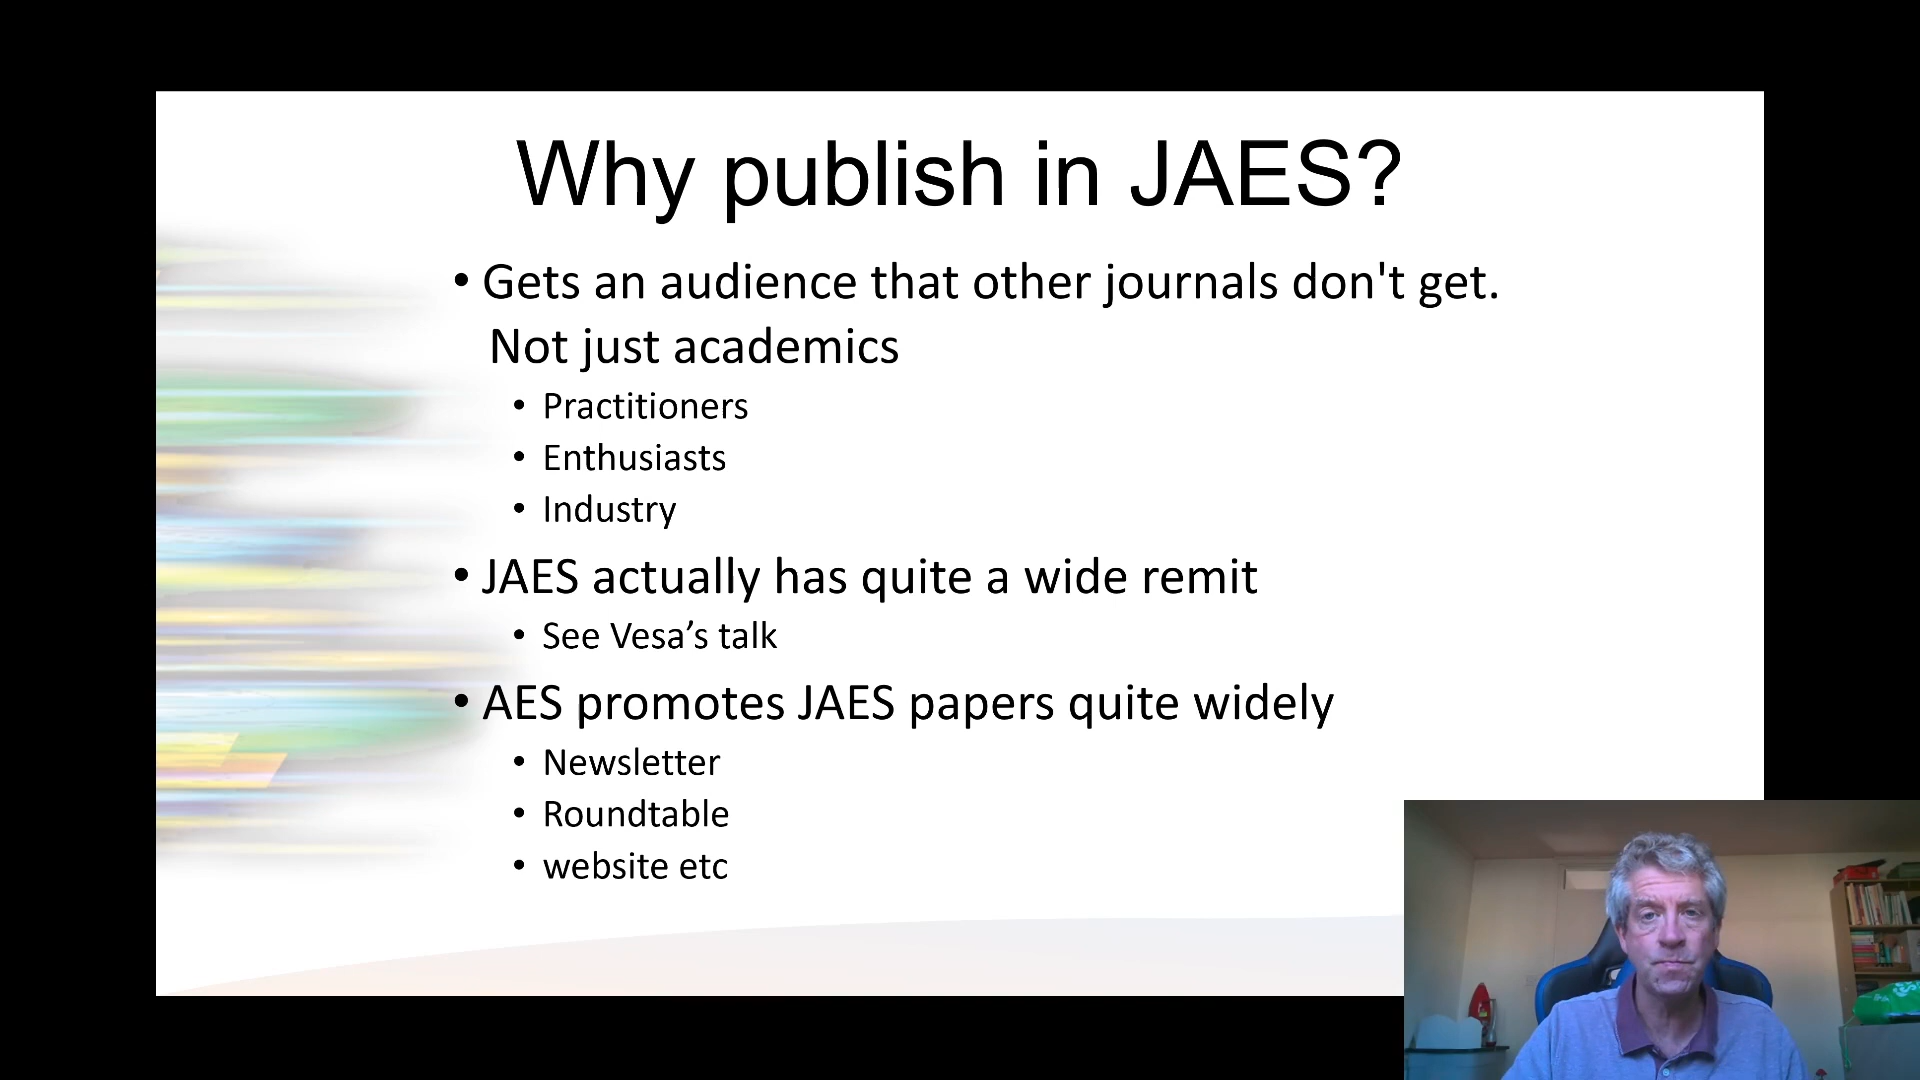 Why publish in JAES?
• Gets an audience that other journals don't get.
Not just academics
• Practitioners
• Enthusiasts
• Industry
• JAES actually has quite a wide remit
• See Vesa’s talk
• AES promotes JAES papers quite widely
• Newsletter
• Roundtable
• website etc